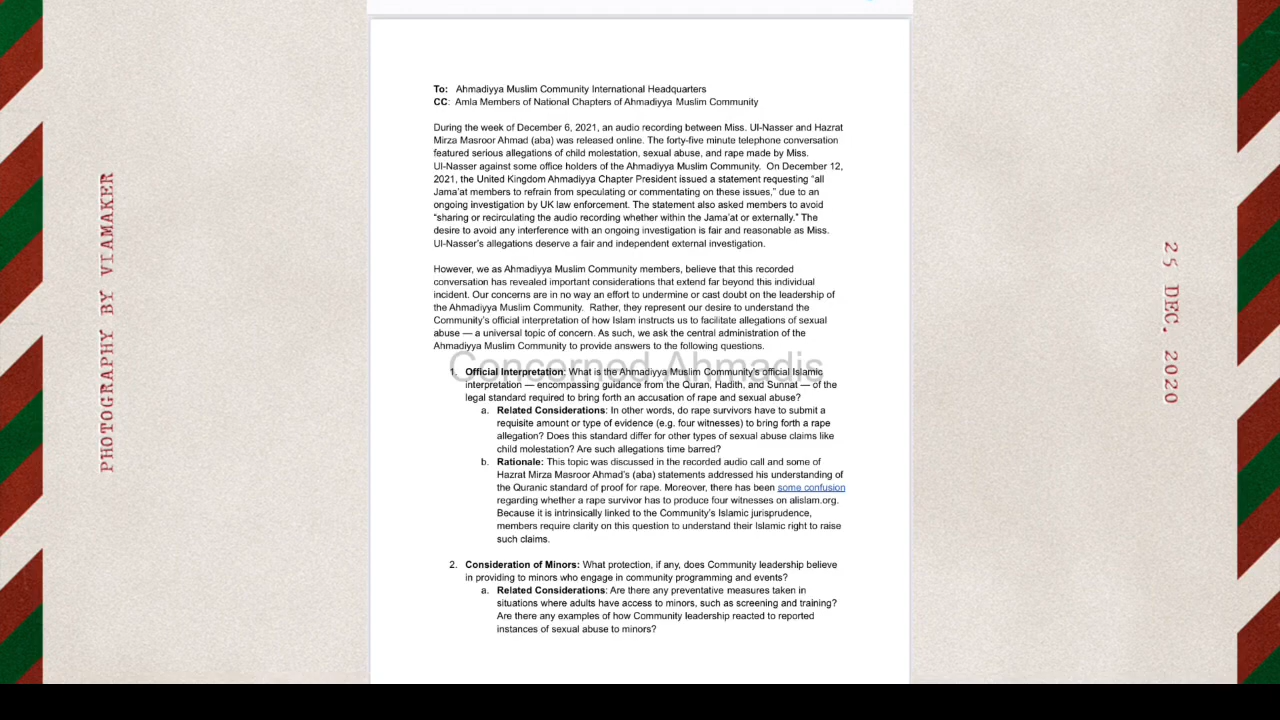 To: Ahmadiyya Muslim Community International Headquarters
CC: Amla Members of National Chapters of Ahmadiyya Muslim Community
During the week of December 6, 2021, an audio recording between Miss. Ul-Nasser and Hazrat
Mirza Masroor Ahmad (aba) was released online. The forty-five minute telephone conversation
featured serious allegations of child molestation, sexual abuse, and rape made by Miss.
Ul-Nasser against some office holders of the Ahmadiyya Muslim Community. On December 12,
2021, the United Kingdom Ahmadiyya Chapter President issued a statement requesting “all
Jama’at members to refrain from speculating or commentating on these issues,” due to an
ongoing investigation by UK law enforcement. The statement also asked members to avoid
“sharing or recirculating the audio recording whether within the Jama’at or externally.” The
desire to avoid any interference with an ongoing investigation is fair and reasonable as Miss.
Ul-Nasser’s allegations deserve a fair and independent external investigation.
However, we as Ahmadiyya Muslim Community members, believe that this recorded
conversation has revealed important considerations that extend far beyond this individual
incident. Our concerns are in no way an effort to undermine or cast doubt on the leadership of
the Ahmadiyya Muslim Community. Rather, they represent our desire to understand the
Community’s official interpretation of how Islam instructs us to facilitate allegations of sexual
abuse — a universal topic of concern. As such, we ask the central administration of the
Ahmadiyya Muslim Community to provide answers to the following questions.
Concerned Ahmadis
1. Official Interpretation: What is the Ahmadiyya Muslim Community’s official Islamic
interpretation — encompassing guidance from the Quran, Hadith, and Sunnat — of the
legal standard required to bring forth an accusation of rape and sexual abuse?
a. Related Considerations: In other words, do rape survivors have to submit a
requisite amount or type of evidence (e.g. four witnesses) to bring forth a rape
allegation? Does this standard differ for other types of sexual abuse claims like
child molestation? Are such allegations time barred?
b. Rationale: This topic was discussed in the recorded audio call and some of
Hazrat Mirza Masroor Ahmad’s (aba) statements addressed his understanding of
the Quranic standard of proof for rape. Moreover, there has been some confusion
regarding whether a rape survivor has to produce four witnesses on alislam.org.
Because it is intrinsically linked to the Community’s Islamic jurisprudence,
members require clarity on this question to understand their Islamic right to raise
such claims.
2. Consideration of Minors: What protection, if any, does Community leadership believe
in providing to minors who engage in community programming and events?
a. Related Considerations: Are there any preventative measures taken in
situations where adults have access to minors, such as screening and training?
Are there any examples of how Community leadership reacted to reported
instances of sexual abuse to minors?
PHOTOGRAPHY BY VIAMAKER
25 DEC, 2020